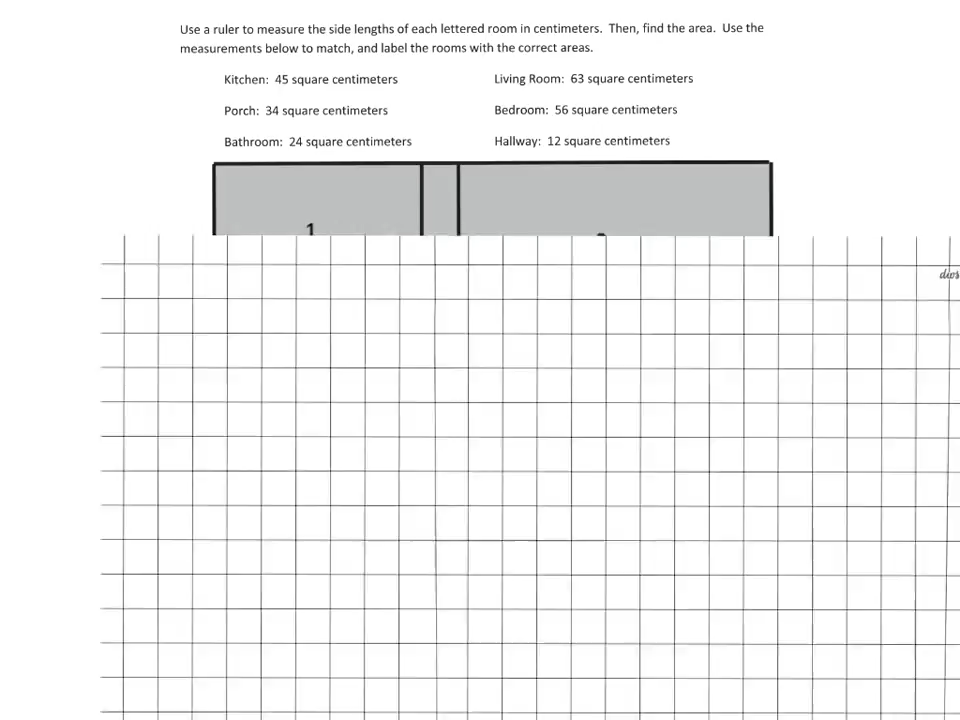 Use a ruler to measure the side lengths of each lettered room in centimeters. Then, find the area. Use the
measurements below to match, and label the rooms with the correct areas.
Kitchen: 45 square centimeters
Living Room: 63 square centimeters
Porch: 34 square centimeters
Bedroom: 56 square centimeters
Bathroom: 24 square centimeters
Hallway: 12 square centimeters
1